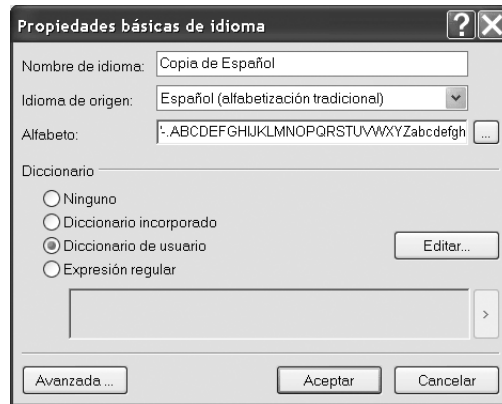 Propiedades básicas de idioma
Nombre de idioma: Copia de Español
Idioma de origen: Español (alfabetización tradicional)
Alfabeto: '-.ABCDEFGHIJKLMNOPQRSTUVWXYZabcdefgh ...
Diccionario
Ninguno
Diccionario incorporado
Diccionario de usuario Editar...
Expresión regular
>
Avanzada ... Aceptar Cancelar